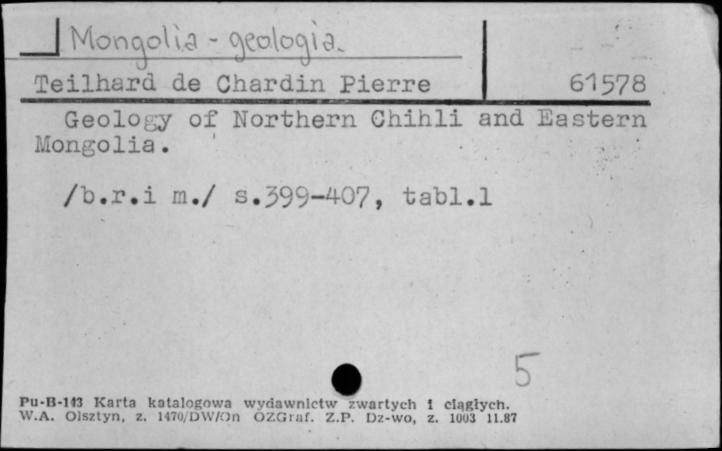 Mongolia - geologia.
Teilhard de Chardin Pierre 61578
Geology of Northern Chihli and Eastern
Mongolia.
/b.r.i m./ s.399-407, tabl.1
5
Pu-B-143 Karta katalogowa wydawnictw zwartych i ciągłych.
W.A. Olsztyn, z. 1470/DW/On OZGraf. Z.P. Dz-wo, z. 1003 11.87